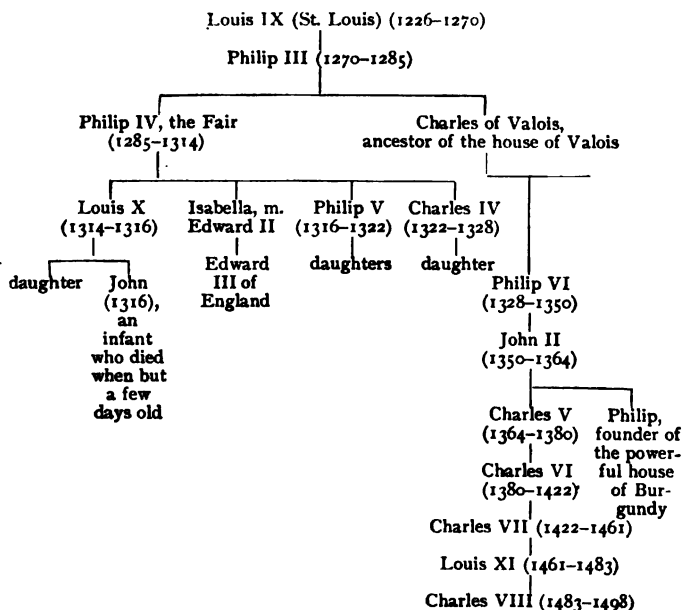 Louis IX (St. Louis) (1226–1270)
Philip III (1270–1285)
Philip IV, the Fair
(1285–1314)
Charles of Valois,
ancestor of the house of Valois
Louis X
(1314–1316)
Isabella, m.
Edward II
Philip V
(1316–1322)
Charles IV
(1322–1328)
daughter
John
(1316),
an
infant
who died
when but
a few
days old
Edward
III of
England
daughters
daughter
Philip VI
(1328–1350)
John II
(1350–1364)
Charles V
(1364–1380)
Philip,
founder of
the power-
ful house
of Bur-
gundy
Charles VI
(1380–1422)
Charles VII (1422–1461)
Louis XI (1461–1483)
Charles VIII (1483–1498)